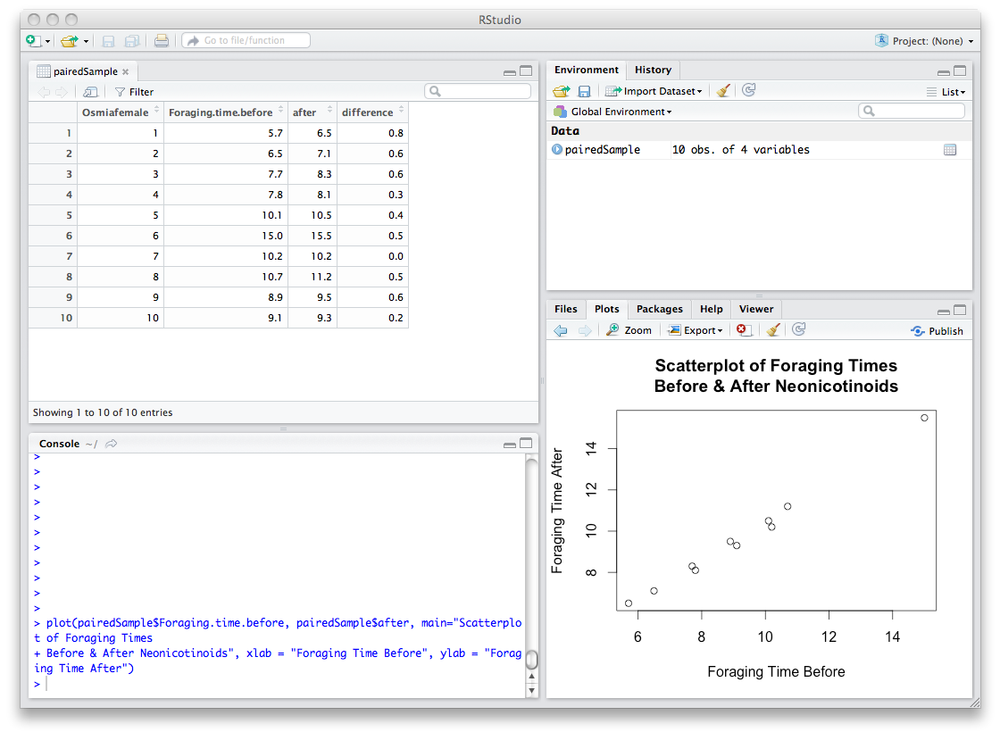 RStudio
Go to file/function
Project: (None)
pairedSample
Filter
Osmiafemale Foraging.time.before after difference
1 1 5.7 6.5 0.8
2 2 6.5 7.1 0.6
3 3 7.7 8.3 0.6
4 4 7.8 8.1 0.3
5 5 10.1 10.5 0.4
6 6 15.0 15.5 0.5
7 7 10.2 10.2 0.0
8 8 10.7 11.2 0.5
9 9 8.9 9.5 0.6
10 10 9.1 9.3 0.2
Showing 1 to 10 of 10 entries
Console ~/
>
>
>
>
>
>
>
>
>
>
>
> plot(pairedSample$Foraging.time.before, pairedSample$after, main="Scatterplo
t of Foraging Times
+ Before & After Neonicotinoids", xlab = "Foraging Time Before", ylab = "Forag
ing Time After")
>
Environment History
Import Dataset List
Global Environment
Data
pairedSample 10 obs. of 4 variables
Files Plots Packages Help Viewer
Zoom Export Publish
Scatterplot of Foraging Times
Before & After Neonicotinoids
Foraging Time After
14
12
10
8
6 8 10 12 14
Foraging Time Before